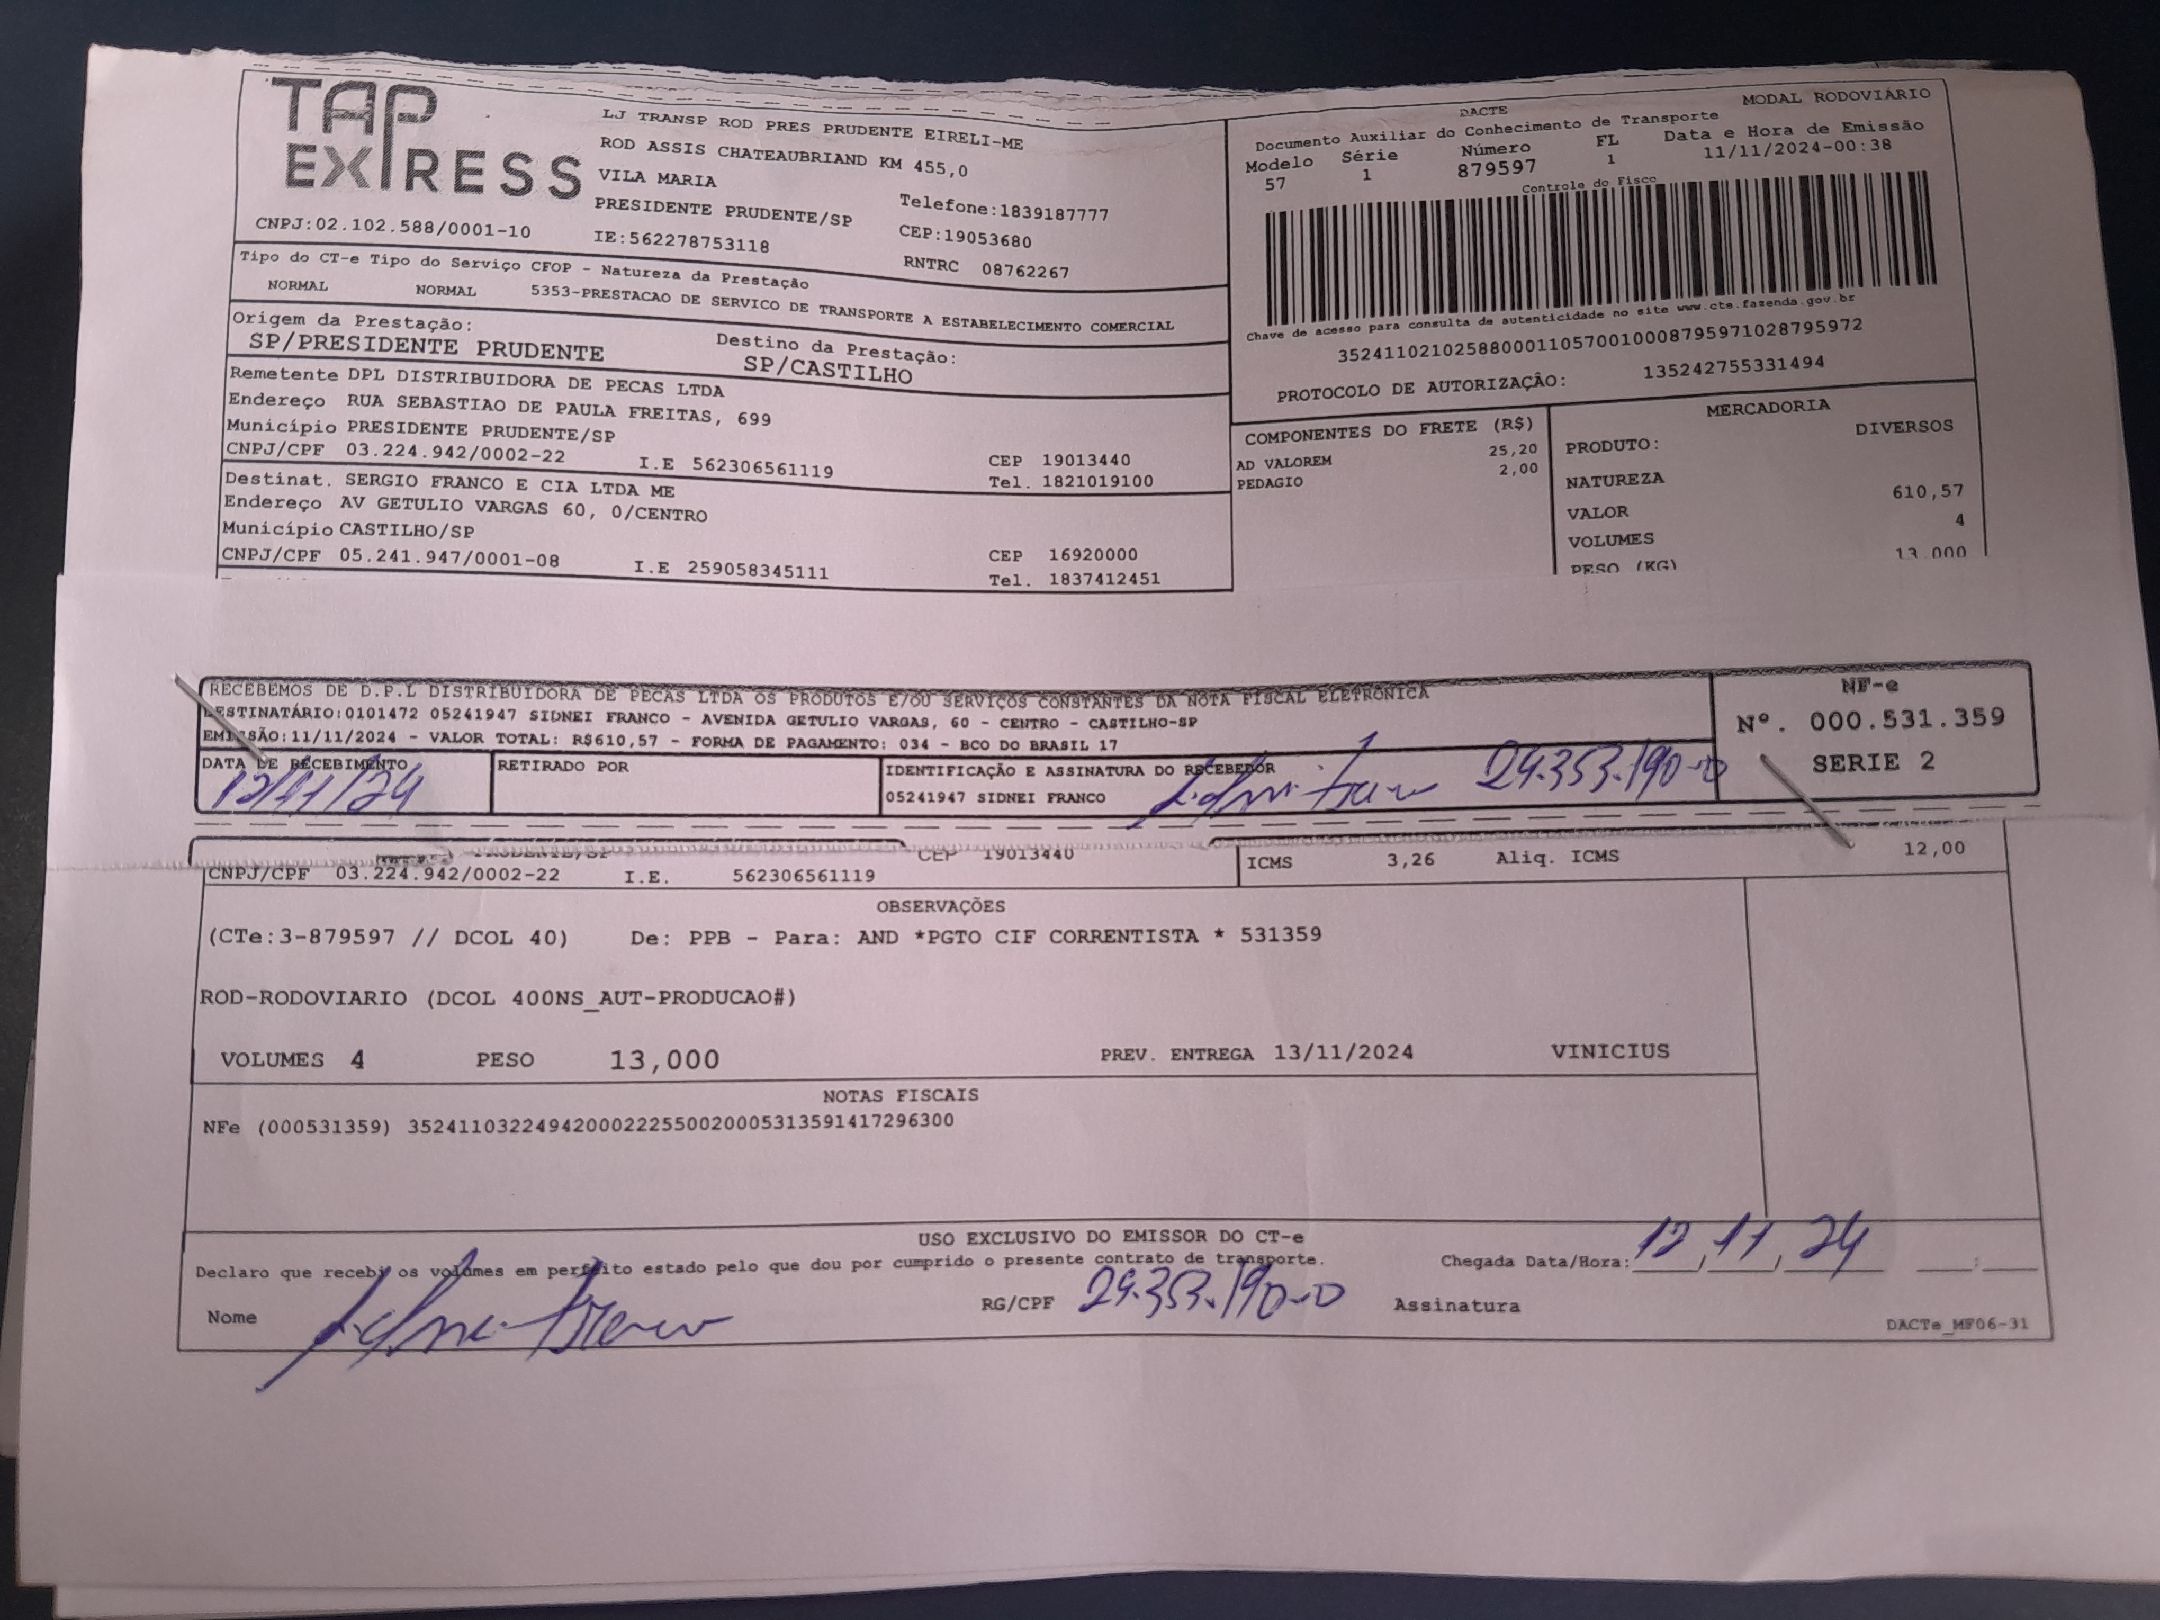 TAP
EXPRESS
CNPJ:02.102.588/0001-10
LJ TRANSP ROD PRES PRUDENTE EIRELI-ME
ROD ASSIS CHATEAUBRIAND KM 455,0
VILA MARIA
PRESIDENTE PRUDENTE/SP Telefone:1839187777
IE:562278753118 CEP:19053680
RNTRC 08762267
DACTE MODAL RODOVIÁRIO
Documento Auxiliar do Conhecimento de Transporte
Modelo Série Número FL Data e Hora de Emissão
57 1 879597 1 11/11/2024-00:38
Controle do Fisco
Chave de acesso para consulta de autenticidade no site www.cte.fazenda.gov.br
35241102102588000110570010008795971028795972
PROTOCOLO DE AUTORIZAÇÃO: 135242755331494
Tipo do CT-e Tipo do Serviço CFOP - Natureza da Prestação
NORMAL NORMAL 5353-PRESTACAO DE SERVICO DE TRANSPORTE A ESTABELECIMENTO COMERCIAL
Origem da Prestação: Destino da Prestação:
SP/PRESIDENTE PRUDENTE SP/CASTILHO
Remetente DPL DISTRIBUIDORA DE PECAS LTDA
Endereço RUA SEBASTIAO DE PAULA FREITAS, 699
Município PRESIDENTE PRUDENTE/SP CEP 19013440
CNPJ/CPF 03.224.942/0002-22 I.E 562306561119 Tel. 1821019100
Destinat. SERGIO FRANCO E CIA LTDA ME
Endereço AV GETULIO VARGAS 60, 0/CENTRO
Município CASTILHO/SP CEP 16920000
CNPJ/CPF 05.241.947/0001-08 I.E 259058345111 Tel. 1837412451
COMPONENTES DO FRETE (R$)
AD VALOREM 25,20
PEDAGIO 2,00
MERCADORIA
PRODUTO: DIVERSOS
NATUREZA
VALOR 610,57
VOLUMES 4
PESO (KG) 13.000
RECEBEMOS DE D.P.L DISTRIBUIDORA DE PECAS LTDA OS PRODUTOS E/OU SERVIÇOS CONSTANTES DA NOTA FISCAL ELETRÔNICA
DESTINATÁRIO:0101472 05241947 SIDNEI FRANCO - AVENIDA GETULIO VARGAS, 60 - CENTRO - CASTILHO-SP
EMISSÃO:11/11/2024 - VALOR TOTAL: R$610,57 - FORMA DE PAGAMENTO: 034 - BCO DO BRASIL 17
NF-e
Nº. 000.531.359
SERIE 2
DATA DE RECEBIMENTO RETIRADO POR IDENTIFICAÇÃO E ASSINATURA DO RECEBEDOR
12/11/24 05241947 SIDNEI FRANCO Sidnei Franco 29.353.190-0
PRUDENTE/SP CEP 19013440
CNPJ/CPF 03.224.942/0002-22 I.E. 562306561119
ICMS 3,26 Aliq. ICMS 12,00
OBSERVAÇÕES
(CTe:3-879597 // DCOL 40) De: PPB - Para: AND *PGTO CIF CORRENTISTA * 531359
ROD-RODOVIARIO (DCOL 400NS_AUT-PRODUCAO#)
VOLUMES 4 PESO 13,000 PREV. ENTREGA 13/11/2024 VINICIUS
NOTAS FISCAIS
NFe (000531359) 35241103224942000222550020005313591417296300
USO EXCLUSIVO DO EMISSOR DO CT-e
Declaro que recebi os volumes em perfeito estado pelo que dou por cumprido o presente contrato de transporte. Chegada Data/Hora: 12/11/24 :
Nome Sidnei Franco RG/CPF 29.353.190-0 Assinatura
DACTe_MF06-31